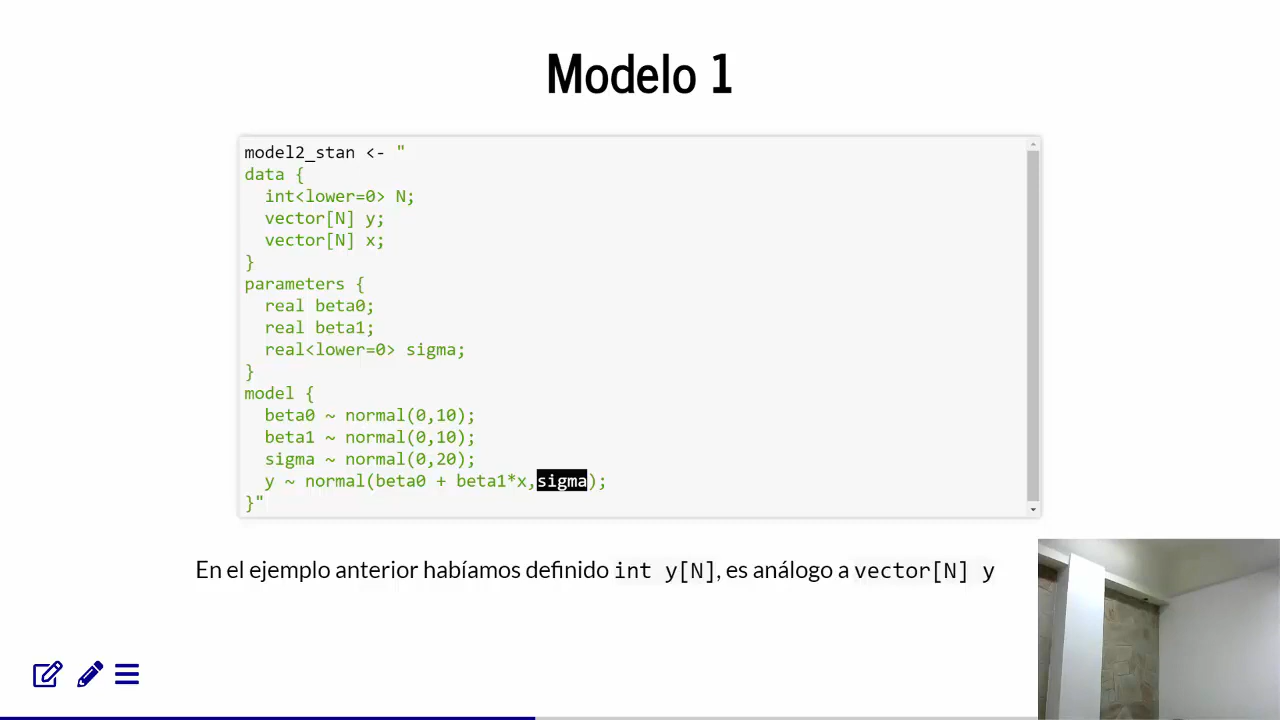 Modelo 1
model2_stan <- "
data {
  int<lower=0> N;
  vector[N] y;
  vector[N] x;
}
parameters {
  real beta0;
  real beta1;
  real<lower=0> sigma;
}
model {
  beta0 ~ normal(0,10);
  beta1 ~ normal(0,10);
  sigma ~ normal(0,20);
  y ~ normal(beta0 + beta1*x,sigma);
}"
En el ejemplo anterior habíamos definido int y[N], es análogo a vector[N] y